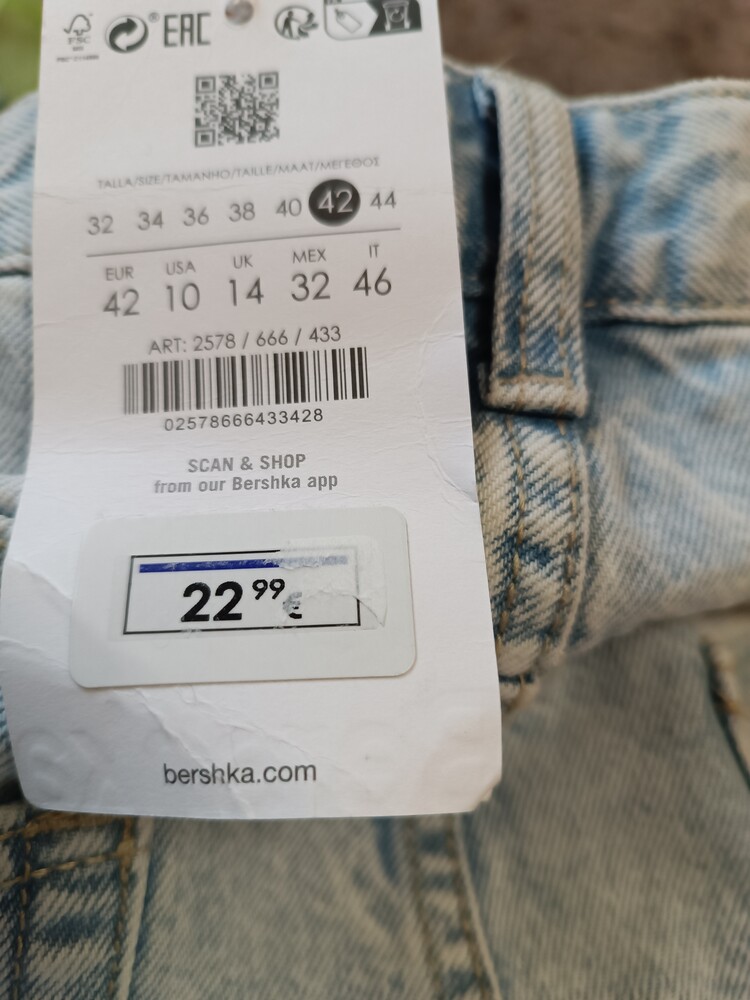 FSC
EAC
TALLA/SIZE/TAMANHO/TAILLE/MAAT/ΜΕΓΕΘΟΣ
32 34 36 38 40 42 44
EUR USA UK MEX IT
42 10 14 32 46
ART: 2578 / 666 / 433
02578666433428
SCAN & SHOP
from our Bershka app
22 99 €
bershka.com